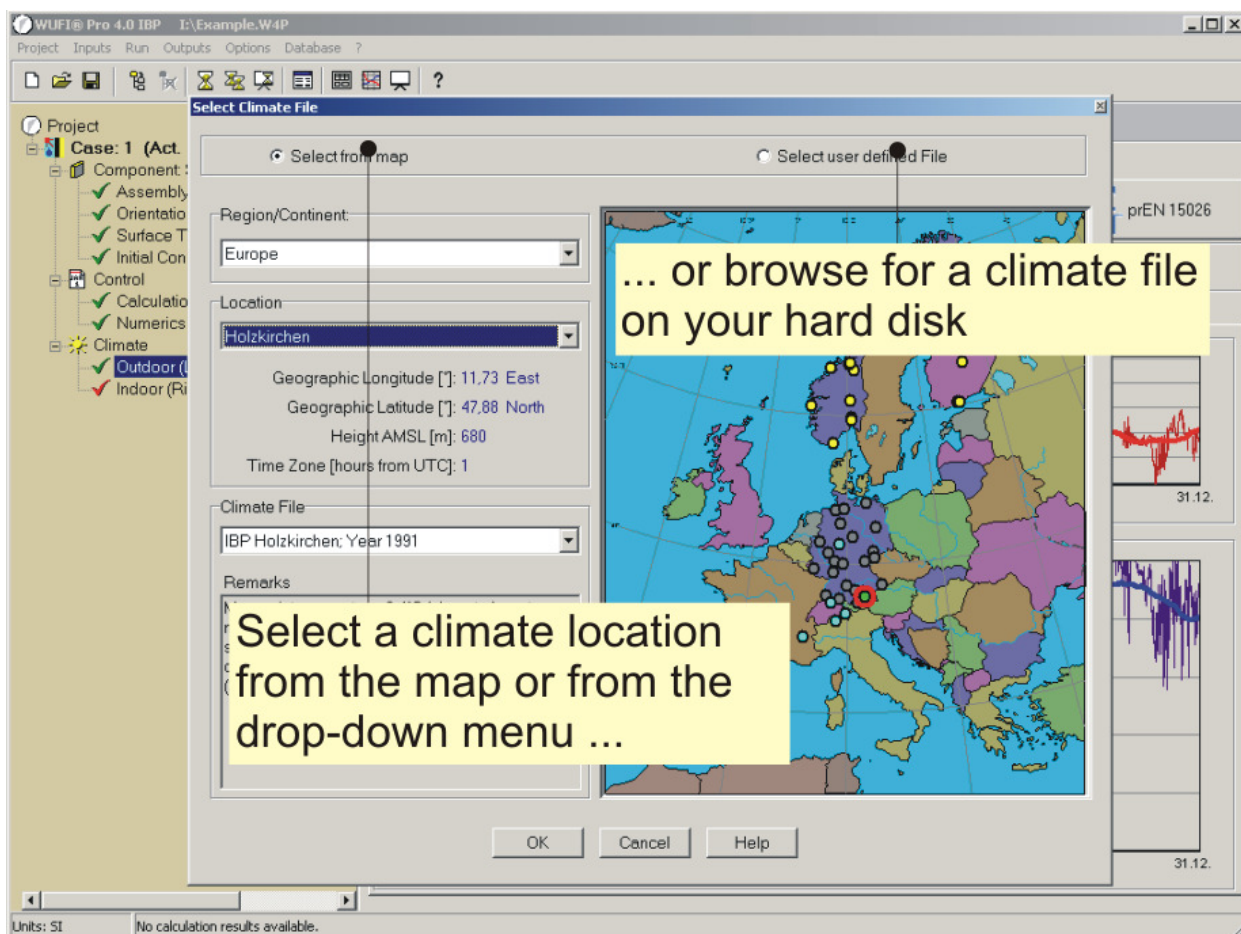 WUFI® Pro 4.0 IBP I:\Example.W4P
Project Inputs Run Outputs Options Database ?
?
Select Climate File
Project
Case: 1 (Act.
Component:
Assembly
Orientatio
Surface T
Initial Con
Control
Calculatio
Numerics
Climate
Outdoor (L
Indoor (Ri
Select from map
Select user defined File
Region/Continent:
Europe
Location
Holzkirchen
Geographic Longitude [°]: 11,73 East
Geographic Latitude [°]: 47,88 North
Height AMSL [m]: 680
Time Zone [hours from UTC]: 1
Climate File
IBP Holzkirchen; Year 1991
Remarks
... or browse for a climate file
on your hard disk
Select a climate location
from the map or from the
drop-down menu ...
prEN 15026
31.12.
31.12.
OK Cancel Help
Units: SI No calculation results available.